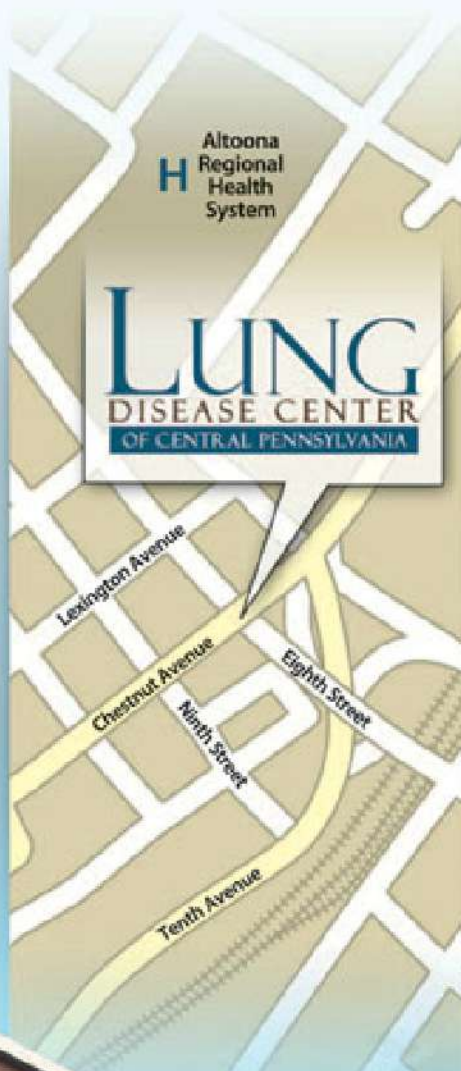 Altoona
H Regional
Health
System
LUNG
DISEASE CENTER
OF CENTRAL PENNSYLVANIA
Lexington Avenue
Chestnut Avenue
Eighth Street
Ninth Street
Tenth Avenue